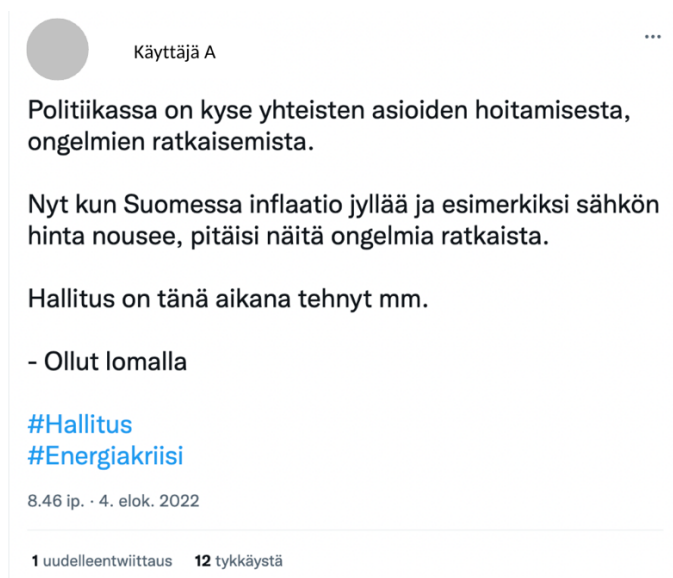 Käyttäjä A
Politiikassa on kyse yhteisten asioiden hoitamisesta,
ongelmien ratkaisemista.
Nyt kun Suomessa inflaatio jyllää ja esimerkiksi sähkön
hinta nousee, pitäisi näitä ongelmia ratkaista.
Hallitus on tänä aikana tehnyt mm.
- Ollut lomalla
#Hallitus
#Energiakriisi
8.46 ip. · 4. elok. 2022
1 uudelleentwiittaus 12 tykkäystä